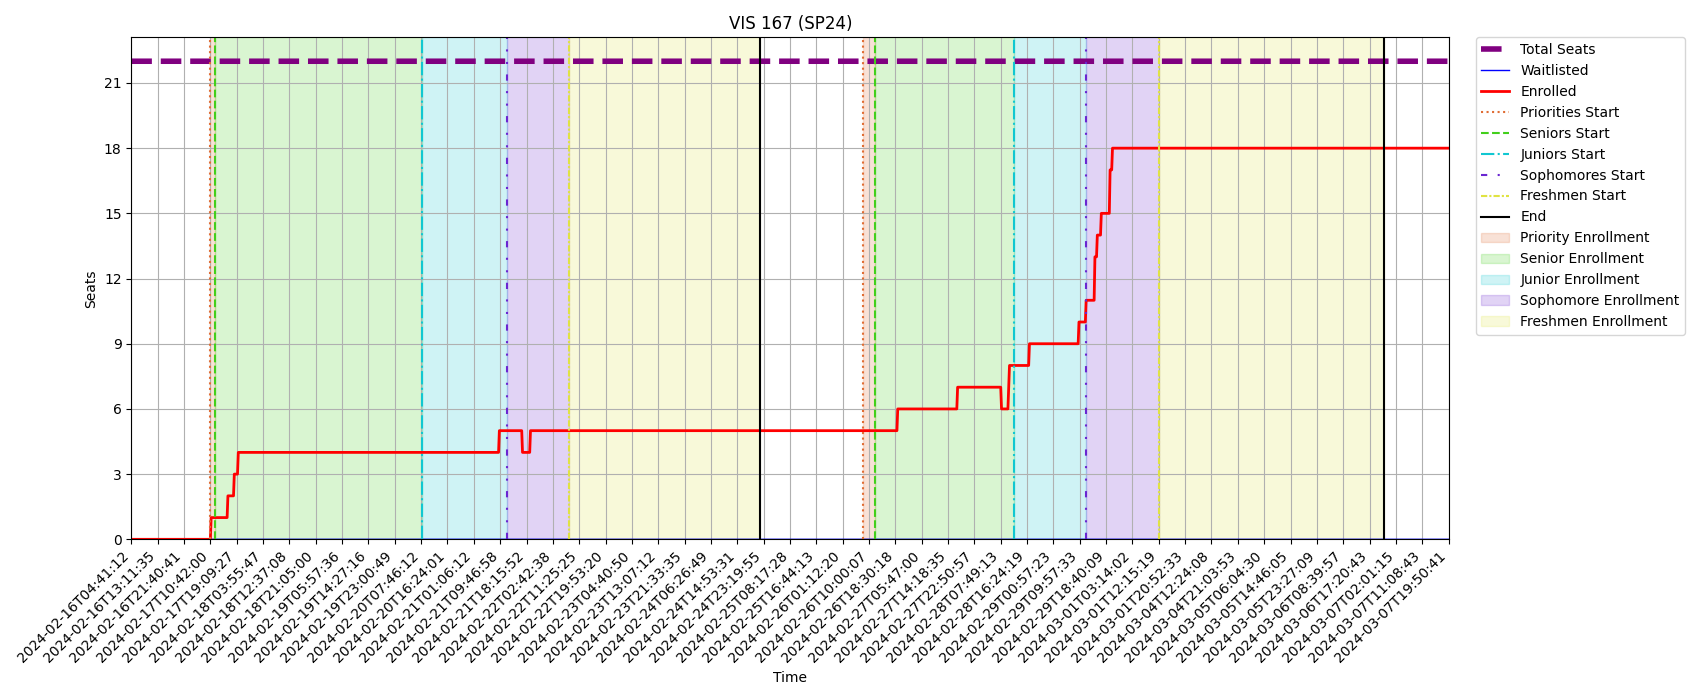 VIS 167 (SP24)
Seats
21
18
15
12
9
6
3
0
2024-02-16T04:41:12
2024-02-16T13:11:35
2024-02-16T21:40:41
2024-02-17T10:42:00
2024-02-17T19:09:27
2024-02-18T03:55:47
2024-02-18T12:37:08
2024-02-18T21:05:00
2024-02-19T05:57:36
2024-02-19T14:27:16
2024-02-19T23:00:49
2024-02-20T07:46:12
2024-02-20T16:24:01
2024-02-21T01:06:12
2024-02-21T09:46:58
2024-02-21T18:15:52
2024-02-22T02:42:38
2024-02-22T11:25:25
2024-02-22T19:53:20
2024-02-23T04:40:50
2024-02-23T13:07:12
2024-02-23T21:33:35
2024-02-24T06:26:49
2024-02-24T14:53:31
2024-02-24T23:19:55
2024-02-25T08:17:28
2024-02-25T16:44:13
2024-02-26T01:12:20
2024-02-26T10:00:07
2024-02-26T18:30:18
2024-02-27T05:47:00
2024-02-27T14:18:35
2024-02-27T22:50:57
2024-02-28T07:49:13
2024-02-28T16:24:19
2024-02-29T00:57:23
2024-02-29T09:57:33
2024-02-29T18:40:09
2024-03-01T03:14:02
2024-03-01T12:15:19
2024-03-01T20:52:33
2024-03-04T12:24:08
2024-03-04T21:03:53
2024-03-05T06:04:30
2024-03-05T14:46:05
2024-03-05T23:27:09
2024-03-06T08:39:57
2024-03-06T17:20:43
2024-03-07T02:01:15
2024-03-07T11:08:43
2024-03-07T19:50:41
Time
Total Seats
Waitlisted
Enrolled
Priorities Start
Seniors Start
Juniors Start
Sophomores Start
Freshmen Start
End
Priority Enrollment
Senior Enrollment
Junior Enrollment
Sophomore Enrollment
Freshmen Enrollment